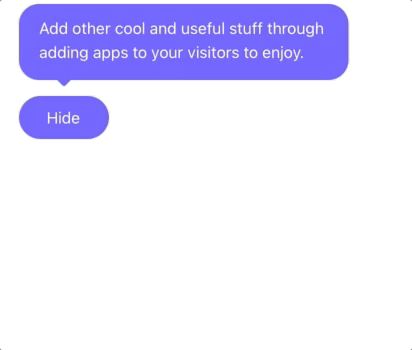 Add other cool and useful stuff through
adding apps to your visitors to enjoy.
Hide